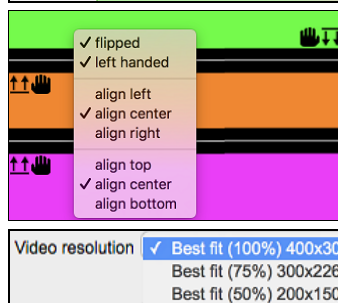 flipped
left handed
align left
align center
align right
align top
align center
align bottom
Video resolution
Best fit (100%) 400x30
Best fit (75%) 300x226
Best fit (50%) 200x150